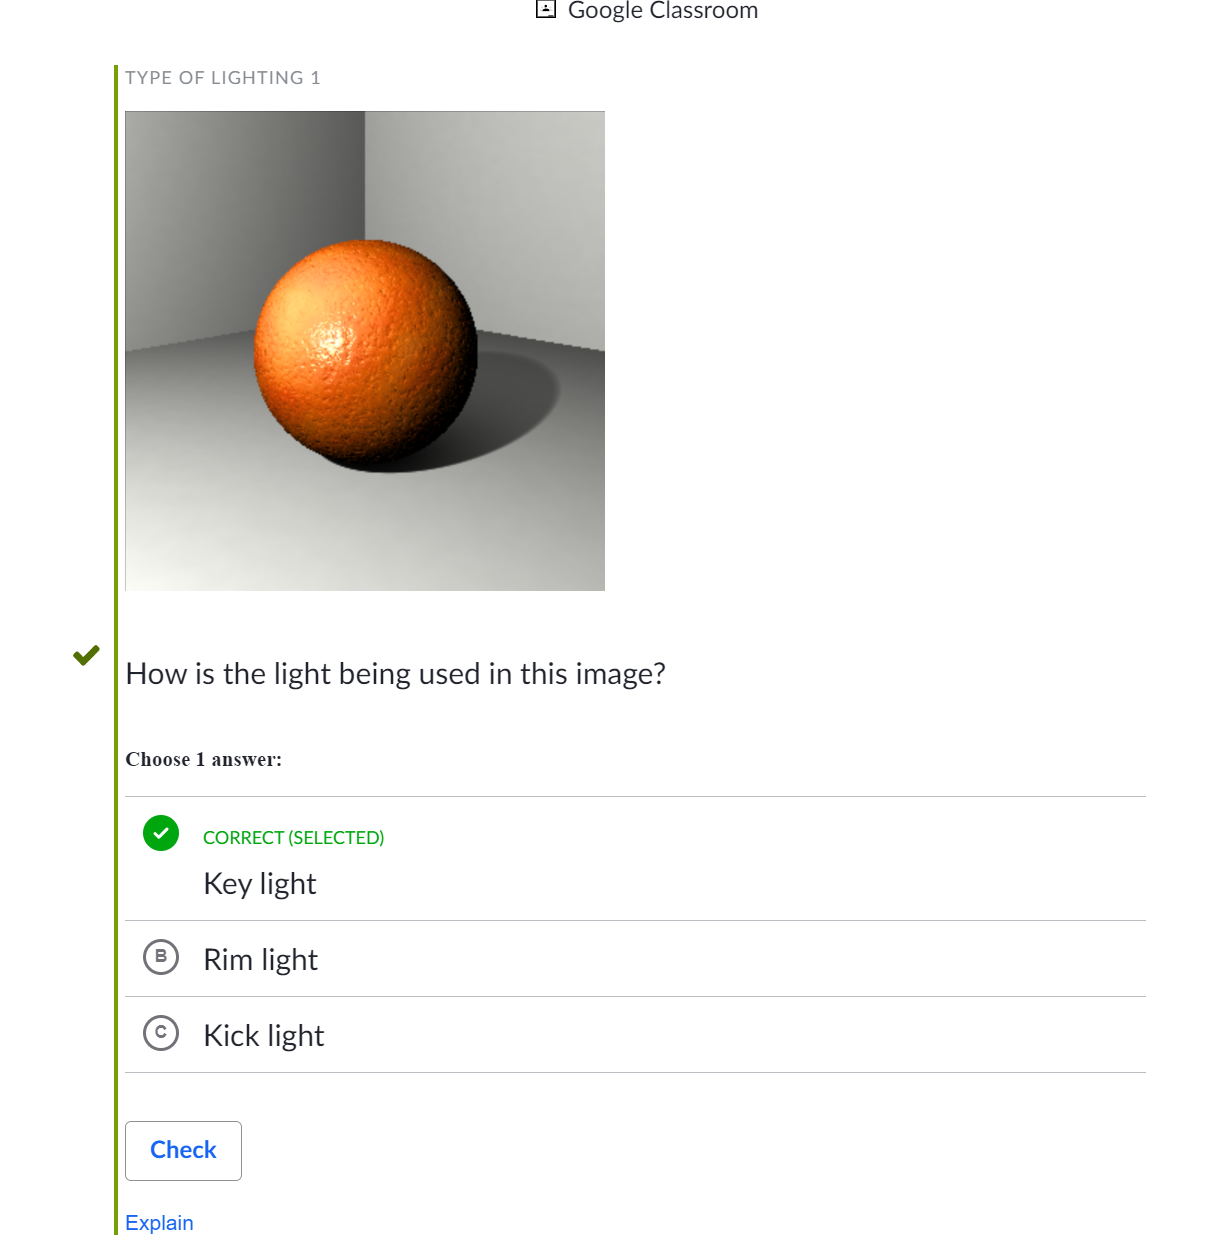 Google Classroom
TYPE OF LIGHTING 1
How is the light being used in this image?
Choose 1 answer:
CORRECT (SELECTED)
Key light
B
Rim light
C
Kick light
Check
Explain